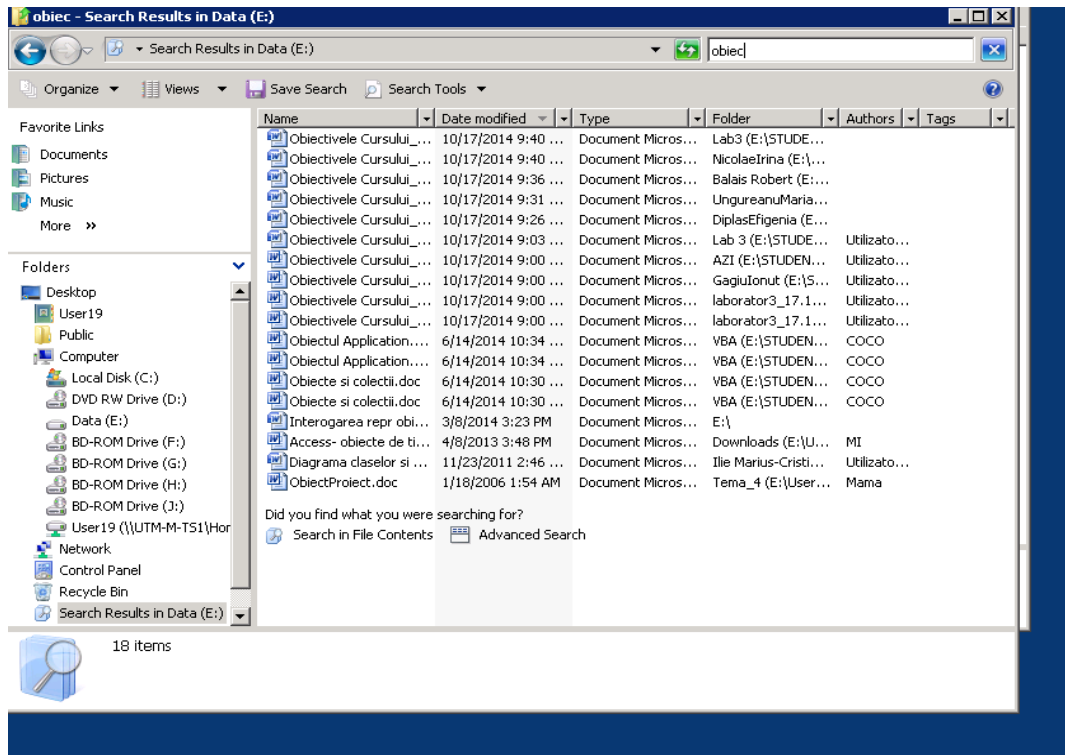 obiec - Search Results in Data (E:)
Search Results in Data (E:)
obiec
Organize Views Save Search Search Tools
Favorite Links
Documents
Pictures
Music
More »
Folders
Desktop
User19
Public
Computer
Local Disk (C:)
DVD RW Drive (D:)
Data (E:)
BD-ROM Drive (F:)
BD-ROM Drive (G:)
BD-ROM Drive (H:)
BD-ROM Drive (J:)
User19 (\\UTM-M-TS1\Hor
Network
Control Panel
Recycle Bin
Search Results in Data (E:)
Name Date modified Type Folder Authors Tags
Obiectivele Cursului_... 10/17/2014 9:40 ... Document Micros... Lab3 (E:\STUDE...
Obiectivele Cursului_... 10/17/2014 9:40 ... Document Micros... NicolaeIrina (E:\...
Obiectivele Cursului_... 10/17/2014 9:36 ... Document Micros... Balais Robert (E:...
Obiectivele Cursului_... 10/17/2014 9:31 ... Document Micros... UngureanuMaria...
Obiectivele Cursului_... 10/17/2014 9:26 ... Document Micros... DiplasEfigenia (E...
Obiectivele Cursului_... 10/17/2014 9:03 ... Document Micros... Lab 3 (E:\STUDE... Utilizato...
Obiectivele Cursului_... 10/17/2014 9:00 ... Document Micros... AZI (E:\STUDEN... Utilizato...
Obiectivele Cursului_... 10/17/2014 9:00 ... Document Micros... GagiuIonut (E:\S... Utilizato...
Obiectivele Cursului_... 10/17/2014 9:00 ... Document Micros... laborator3_17.1... Utilizato...
Obiectivele Cursului_... 10/17/2014 9:00 ... Document Micros... laborator3_17.1... Utilizato...
Obiectul Application.... 6/14/2014 10:34 ... Document Micros... VBA (E:\STUDEN... COCO
Obiectul Application.... 6/14/2014 10:34 ... Document Micros... VBA (E:\STUDEN... COCO
Obiecte si colectii.doc 6/14/2014 10:30 ... Document Micros... VBA (E:\STUDEN... COCO
Obiecte si colectii.doc 6/14/2014 10:30 ... Document Micros... VBA (E:\STUDEN... COCO
Interogarea repr obi... 3/8/2014 3:23 PM Document Micros... E:\
Access- obiecte de ti... 4/8/2013 3:48 PM Document Micros... Downloads (E:\U... MI
Diagrama claselor si ... 11/23/2011 2:46 ... Document Micros... Ilie Marius-Cristi... Utilizato...
ObiectProiect.doc 1/18/2006 1:54 AM Document Micros... Tema_4 (E:\User... Mama
Did you find what you were searching for?
Search in File Contents Advanced Search
18 items